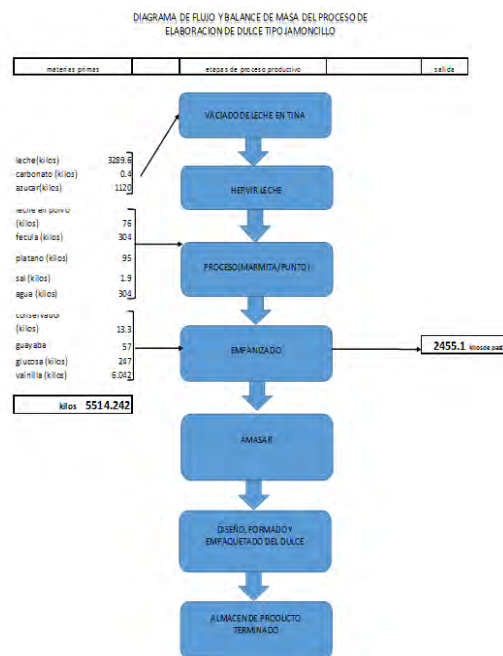 DIAGRAMA DE FLUJO Y BALANCE DE MASA DEL PROCESO DE
ELABORACION DE DULCE TIPO JAMONCILLO
materias primas etapas de proceso productivo salida
VACIADO DE LECHE EN TINA
leche(kilos) 3289.6
carbonato (kilos) 0.4
azucar(kilos) 1120
HERVIR LECHE
leche en polvo
(kilos) 76
fecula (kilos) 304
platano (kilos) 95
sal (kilos) 1.9
agua (kilos) 304
PROCESO(MARMITA/PUNTO)
conservador
(kilos) 13.3
guayaba 57
glucosa (kilos) 247
vainilla (kilos) 6.042
EMPANIZADO
2455.1 kilos de past
kilos 5514.242
AMASAR
DISEÑO, FORMADO Y
EMPAQUETADO DEL DULCE
ALMACEN DE PRODUCTO
TERMINADO